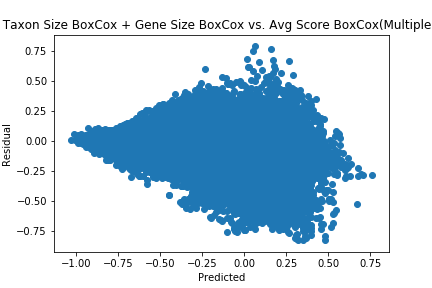 Taxon Size BoxCox + Gene Size BoxCox vs. Avg Score BoxCox(Multiple
0.75
0.50
0.25
0.00
−0.25
−0.50
−0.75
Residual
−1.00 −0.75 −0.50 −0.25 0.00 0.25 0.50 0.75
Predicted